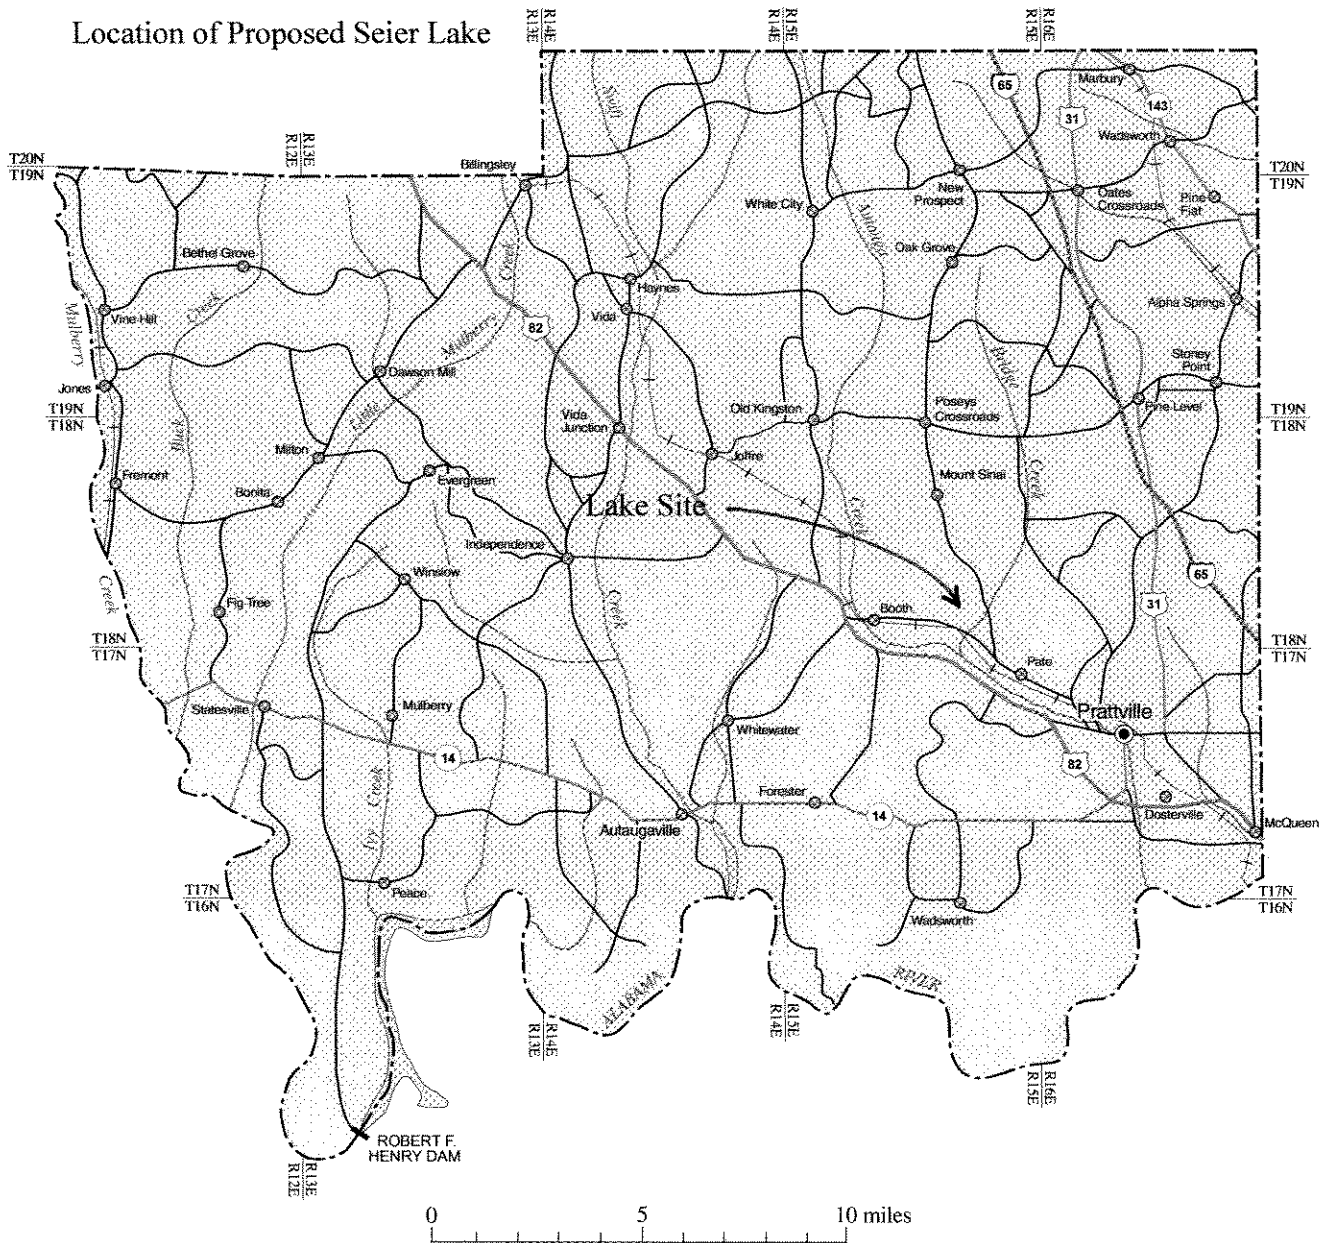 Location of Proposed Seier Lake
R14E
R13E
R15E
R14E
R16E
R15E
65
Marbury
31
143
Wadsworth
Swift
R13E
R12E
T20N
T19N
Billingsley
T20N
T19N
New
Prospect
Oates
Crossroads
Pine
Flat
White City
Autauga
Oak Grove
Bethel Grove
Creek
Haynes
Creek
Vine Hill
Mulberry
82
Vida
Mulberry
Alpha Springs
Bridge
Stoney
Point
Jones
Dawson Mill
Little
T19N
T18N
Buck
Vida
Junction
Old Kingston
Poseys
Crossroads
Pine Level
T19N
T18N
Milton
Joffre
Fremont
Evergreen
Mount Sinai
Creek
Bonita
Lake Site
Creek
Independence
Winslow
65
Creek
Fig Tree
Creek
Booth
31
T18N
T17N
T18N
T17N
Pate
Statesville
Mulberry
Whitewater
Prattville
14
82
Creek
Forester
14
Dosterville
Autaugaville
McQueen
Ivy
Peace
T17N
T16N
T17N
T16N
Wadsworth
ALABAMA
RIVER
R14E
R13E
R15E
R14E
R16E
R15E
ROBERT F.
HENRY DAM
R13E
R12E
0 5 10 miles